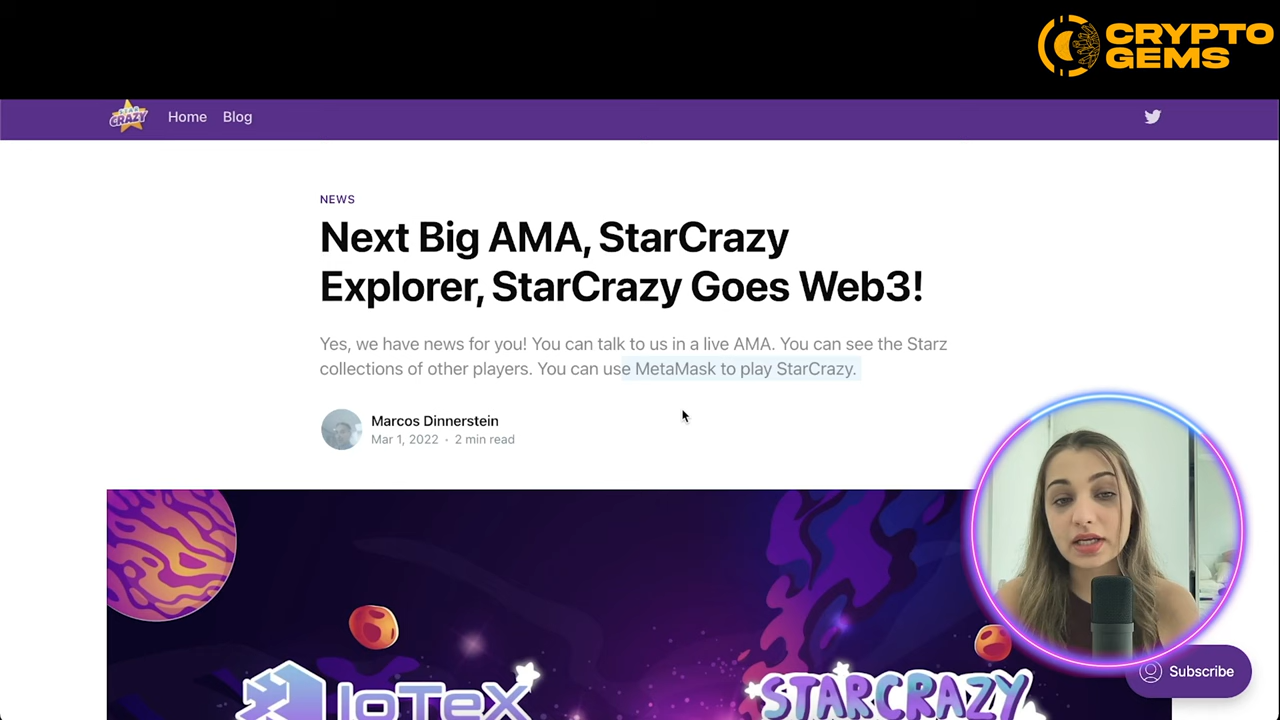 CRYPTO
GEMS
STAR
CRAZY
Home
Blog
NEWS
Next Big AMA, StarCrazy
Explorer, StarCrazy Goes Web3!
Yes, we have news for you! You can talk to us in a live AMA. You can see the Starz
collections of other players. You can use MetaMask to play StarCrazy.
Marcos Dinnerstein
Mar 1, 2022 · 2 min read
IoTeX
STARCRAZY
Subscribe